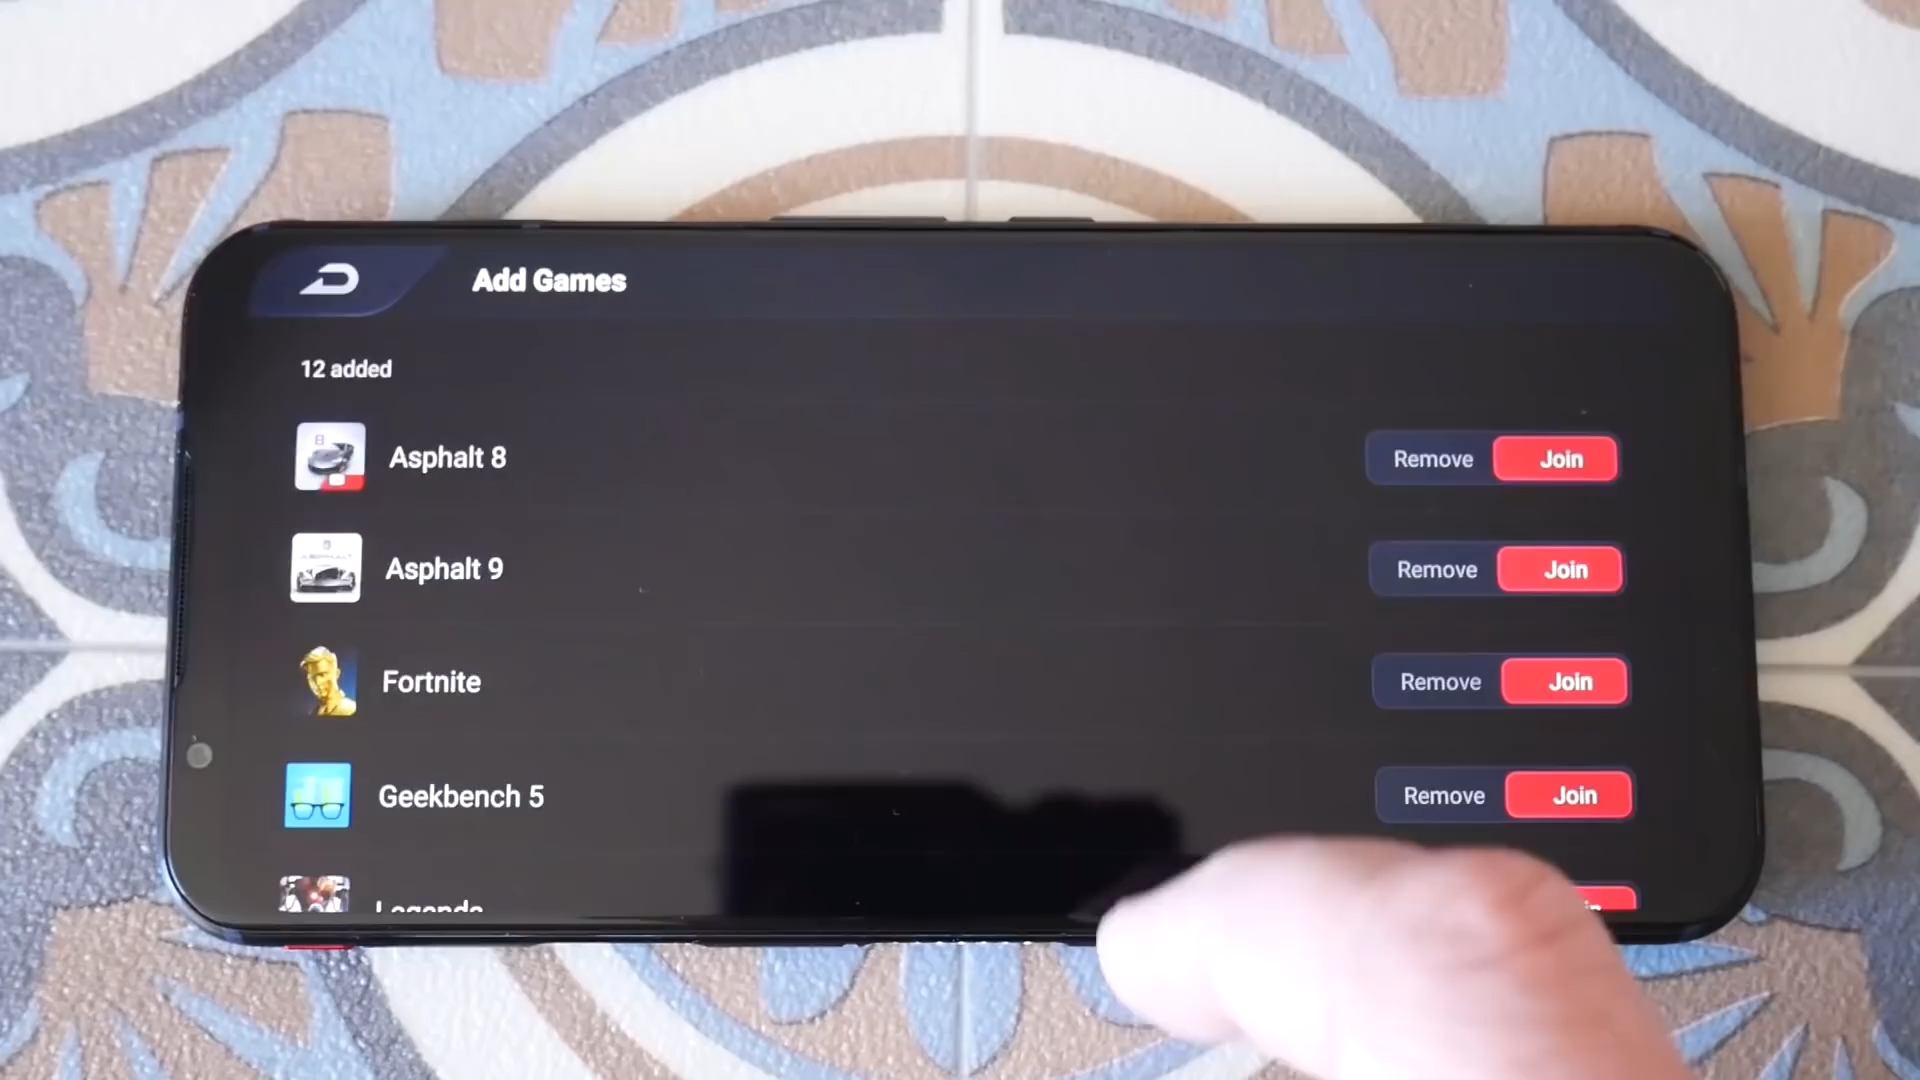 Add Games
12 added
Asphalt 8
Remove Join
Asphalt 9
Remove Join
Fortnite
Remove Join
Geekbench 5
Remove Join
Legends